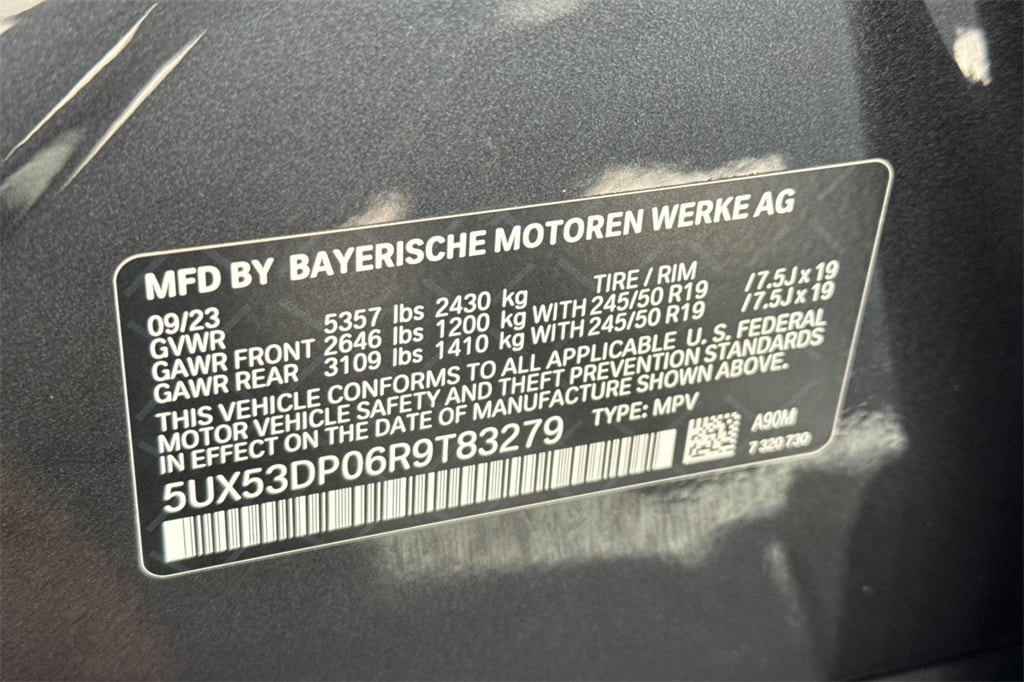 MFD BY BAYERISCHE MOTOREN WERKE AG
09/23 TIRE / RIM
GVWR 5357 lbs 2430 kg
GAWR FRONT 2646 lbs 1200 kg WITH 245/50 R19 /7.5J x 19
GAWR REAR 3109 lbs 1410 kg WITH 245/50 R19 /7.5J x 19
THIS VEHICLE CONFORMS TO ALL APPLICABLE U. S. FEDERAL
MOTOR VEHICLE SAFETY AND THEFT PREVENTION STANDARDS
IN EFFECT ON THE DATE OF MANUFACTURE SHOWN ABOVE.
5UX53DP06R9T83279 TYPE: MPV
A90M
7 320 730